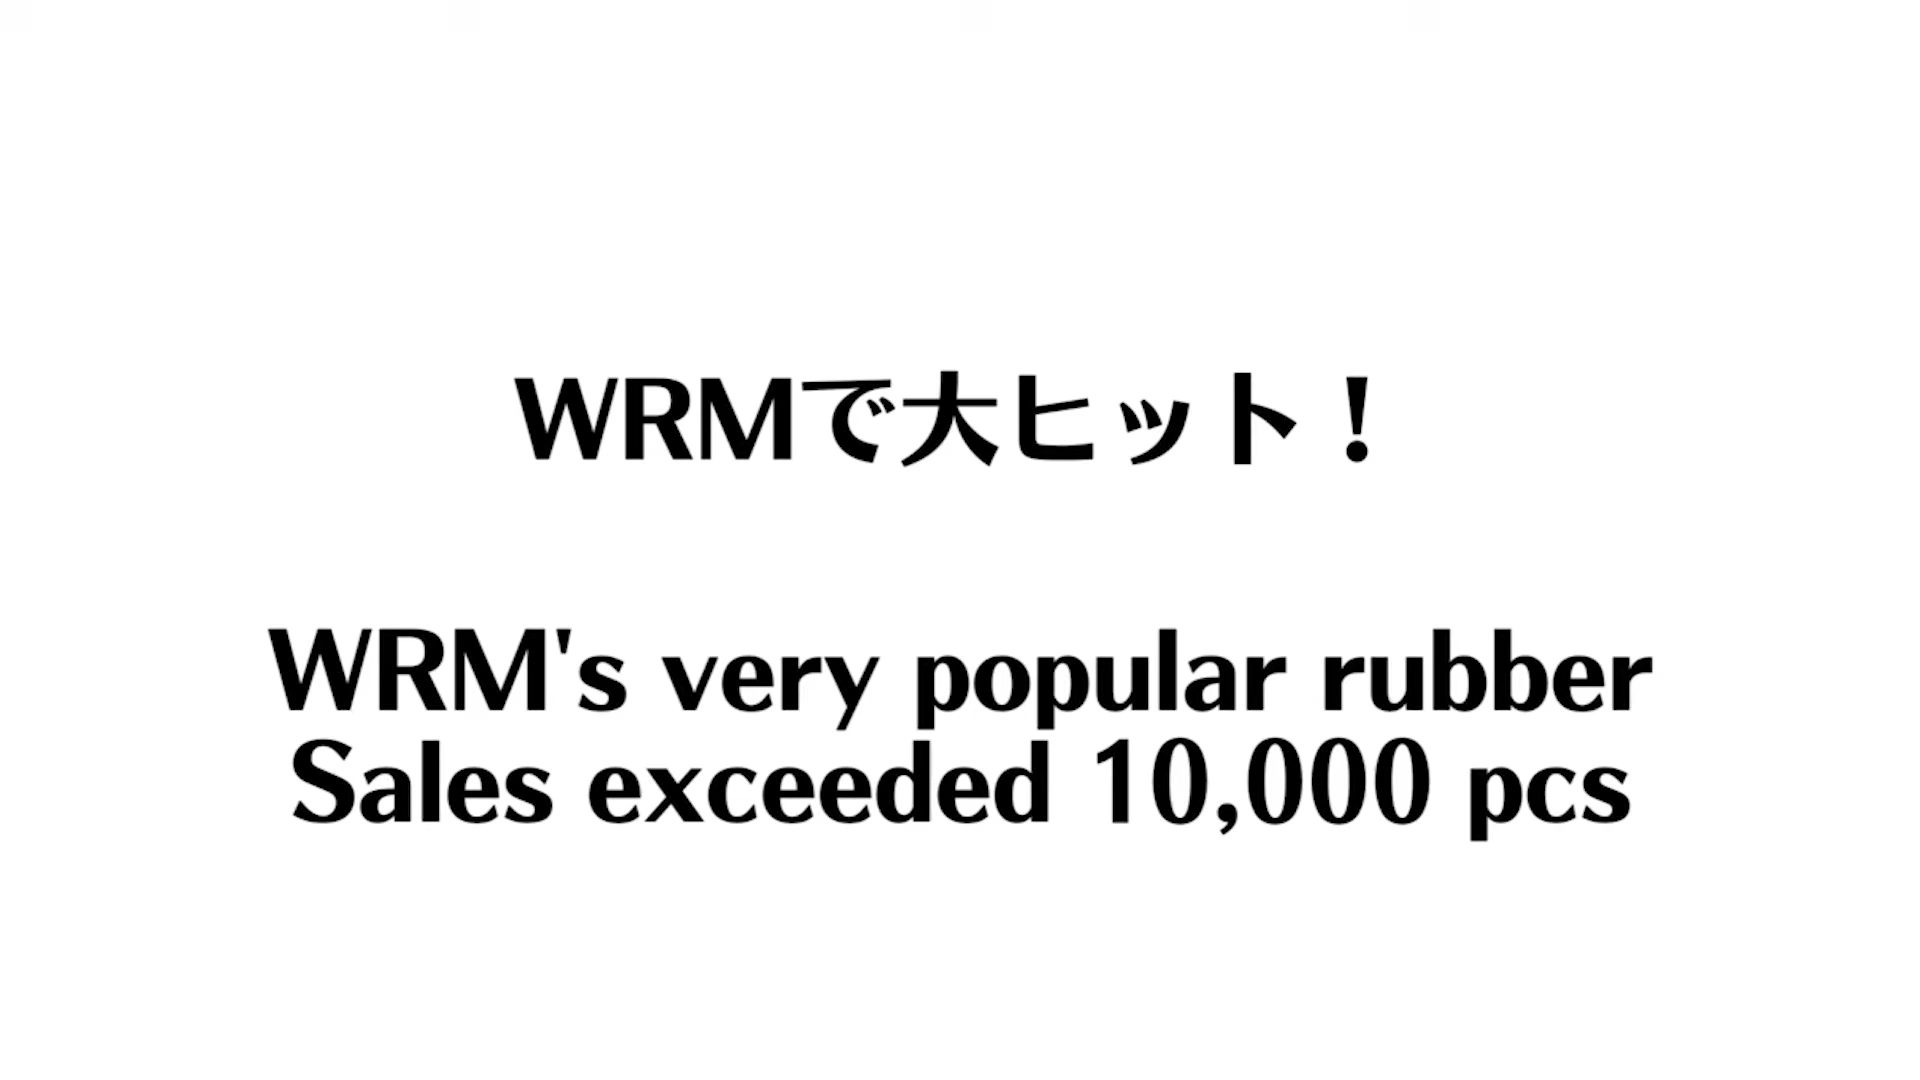 WRMで大ヒット！
WRM's very popular rubber
Sales exceeded 10,000 pcs